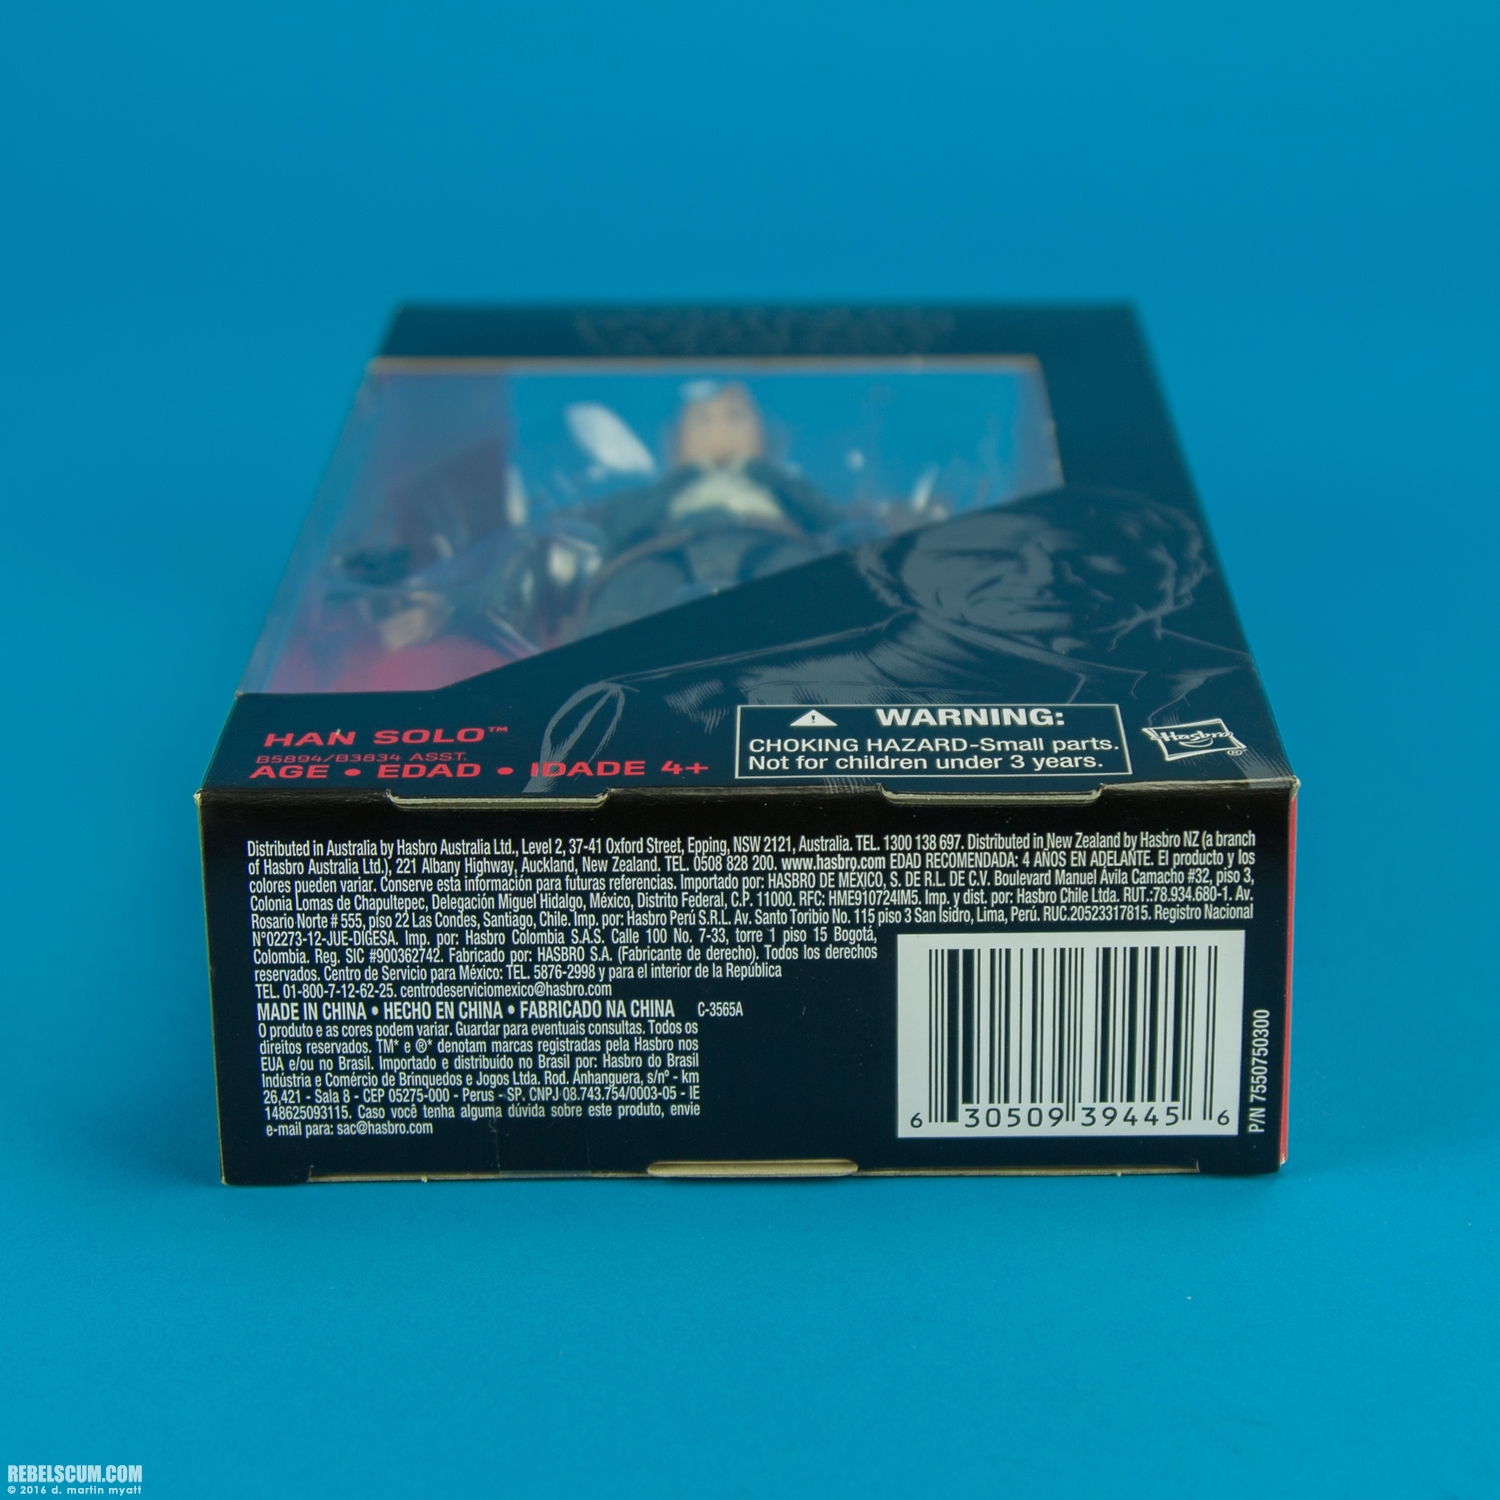 HAN SOLO™
B5894/B3834 ASST.
AGE • EDAD • IDADE 4+
WARNING:
CHOKING HAZARD-Small parts.
Not for children under 3 years.
Hasbro®
Distributed in Australia by Hasbro Australia Ltd., Level 2, 37-41 Oxford Street, Epping, NSW 2121, Australia. TEL. 1300 138 697. Distributed in New Zealand by Hasbro NZ (a branch
of Hasbro Australia Ltd.), 221 Albany Highway, Auckland, New Zealand. TEL. 0508 828 200. www.hasbro.com EDAD RECOMENDADA: 4 AÑOS EN ADELANTE. El producto y los
colores pueden variar. Conserve esta información para futuras referencias. Importado por: HASBRO DE MÉXICO, S. DE R.L. DE C.V. Boulevard Manuel Ávila Camacho #32, piso 3,
Colonia Lomas de Chapultepec, Delegación Miguel Hidalgo, México, Distrito Federal, C.P. 11000. RFC: HME910724IM5. Imp. y dist. por: Hasbro Chile Ltda. RUT.:78.934.680-1. Av.
Rosario Norte # 555, piso 22 Las Condes, Santiago, Chile. Imp. por: Hasbro Perú S.R.L. Av. Santo Toribio No. 115 piso 3 San Isidro, Lima, Perú. RUC.20523317815. Registro Nacional
N°02273-12-JUE-DIGESA. Imp. por: Hasbro Colombia S.A.S. Calle 100 No. 7-33, torre 1 piso 15 Bogotá,
Colombia. Reg. SIC #900362742. Fabricado por: HASBRO S.A. (Fabricante de derecho). Todos los derechos
reservados. Centro de Servicio para México: TEL. 5876-2998 y para el interior de la República
TEL. 01-800-7-12-62-25. centrodeserviciomexico@hasbro.com
MADE IN CHINA • HECHO EN CHINA • FABRICADO NA CHINA C-3565A
O produto e as cores podem variar. Guardar para eventuais consultas. Todos os
direitos reservados. TM* e ®* denotam marcas registradas pela Hasbro nos
EUA e/ou no Brasil. Importado e distribuído no Brasil por: Hasbro do Brasil
Indústria e Comércio de Brinquedos e Jogos Ltda. Rod. Anhanguera, s/nº - km
26,421 - Sala 8 - CEP 05275-000 - Perus - SP. CNPJ 08.743.754/0003-05 - IE
148625093115. Caso você tenha alguma dúvida sobre este produto, envie
e-mail para: sac@hasbro.com
6 30509 39445 6
P/N 7550750300
REBELSCUM.COM
© 2016 d. martin myatt